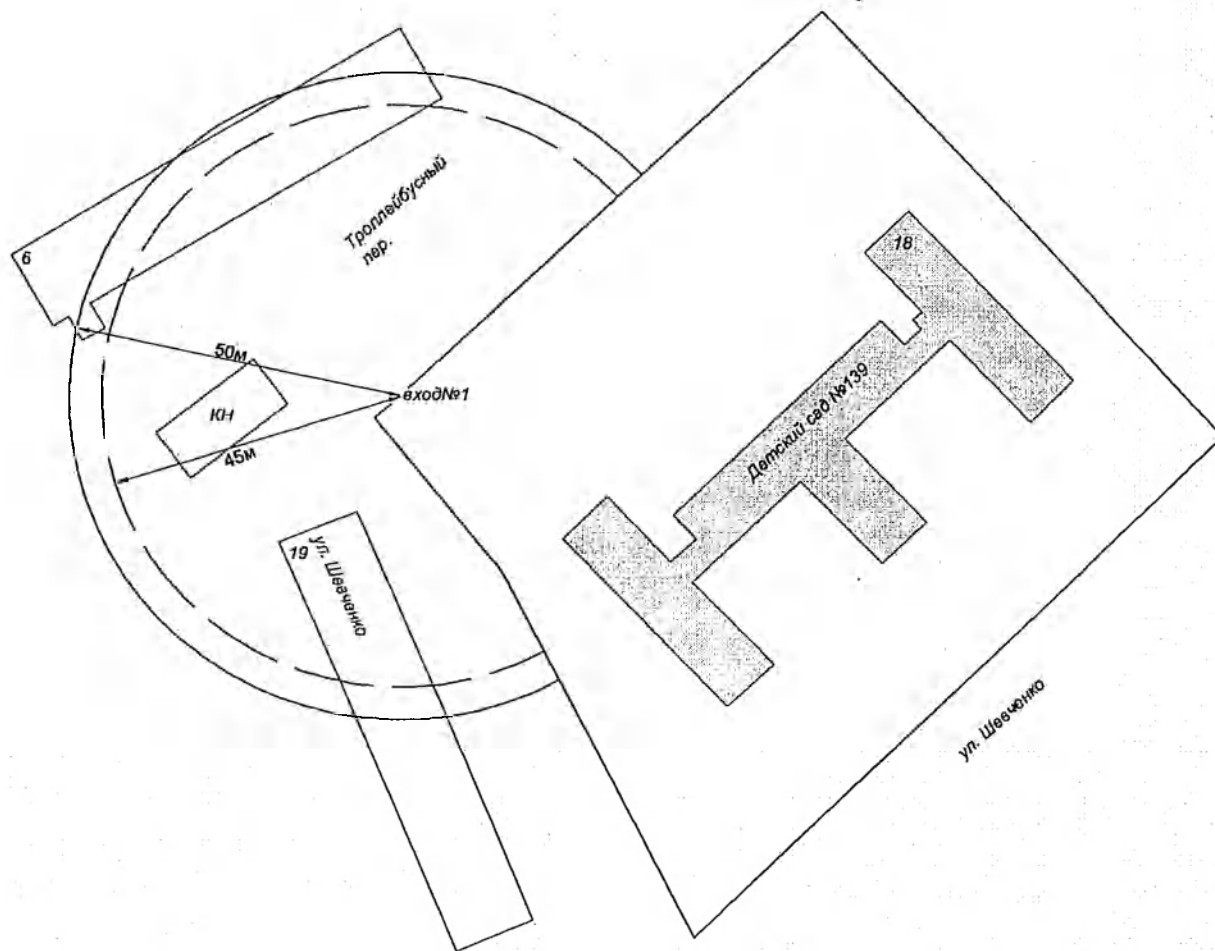 6
Троллейбусный
пер.
18
50м
вход№1
КН
45м
Детский сад №139
19
ул. Шевченко
ул. Шевченко